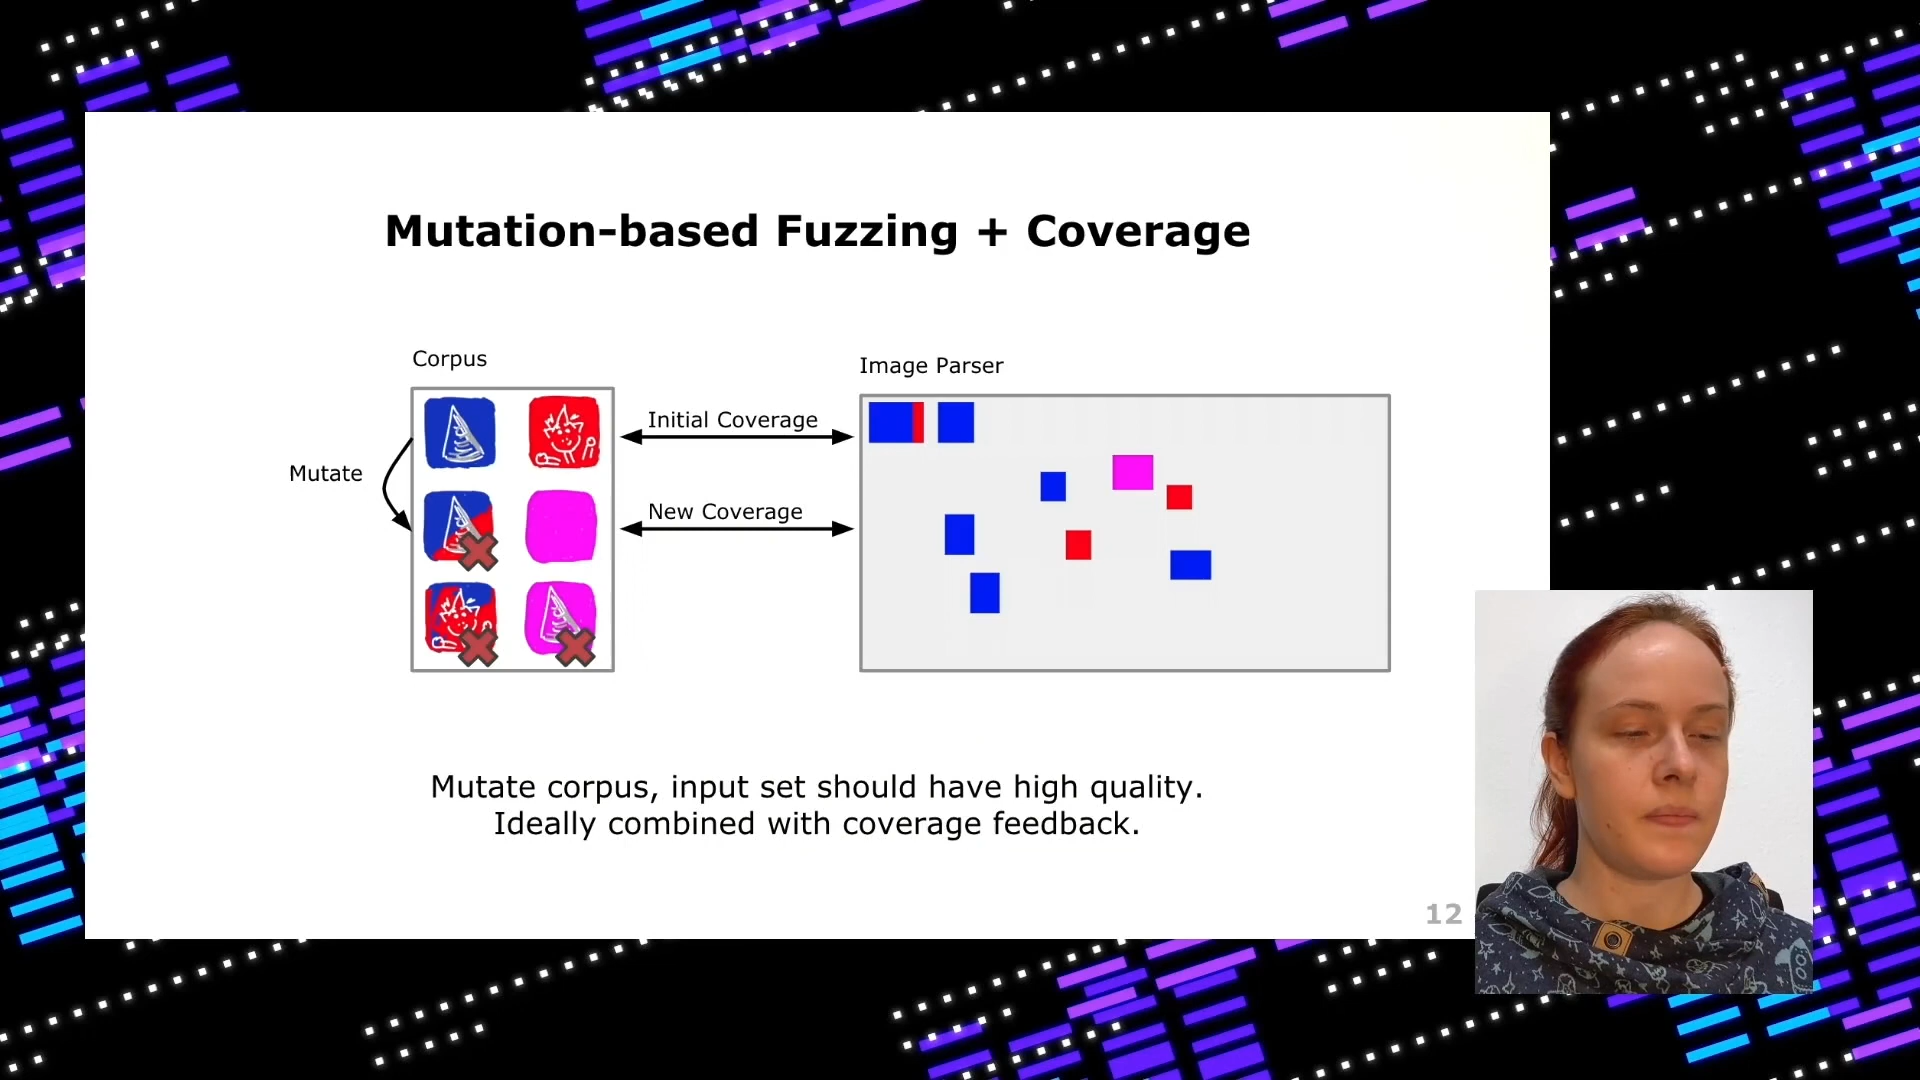 Mutation-based Fuzzing + Coverage
Corpus
Image Parser
Initial Coverage
Mutate
New Coverage
Mutate corpus, input set should have high quality.
Ideally combined with coverage feedback.
12